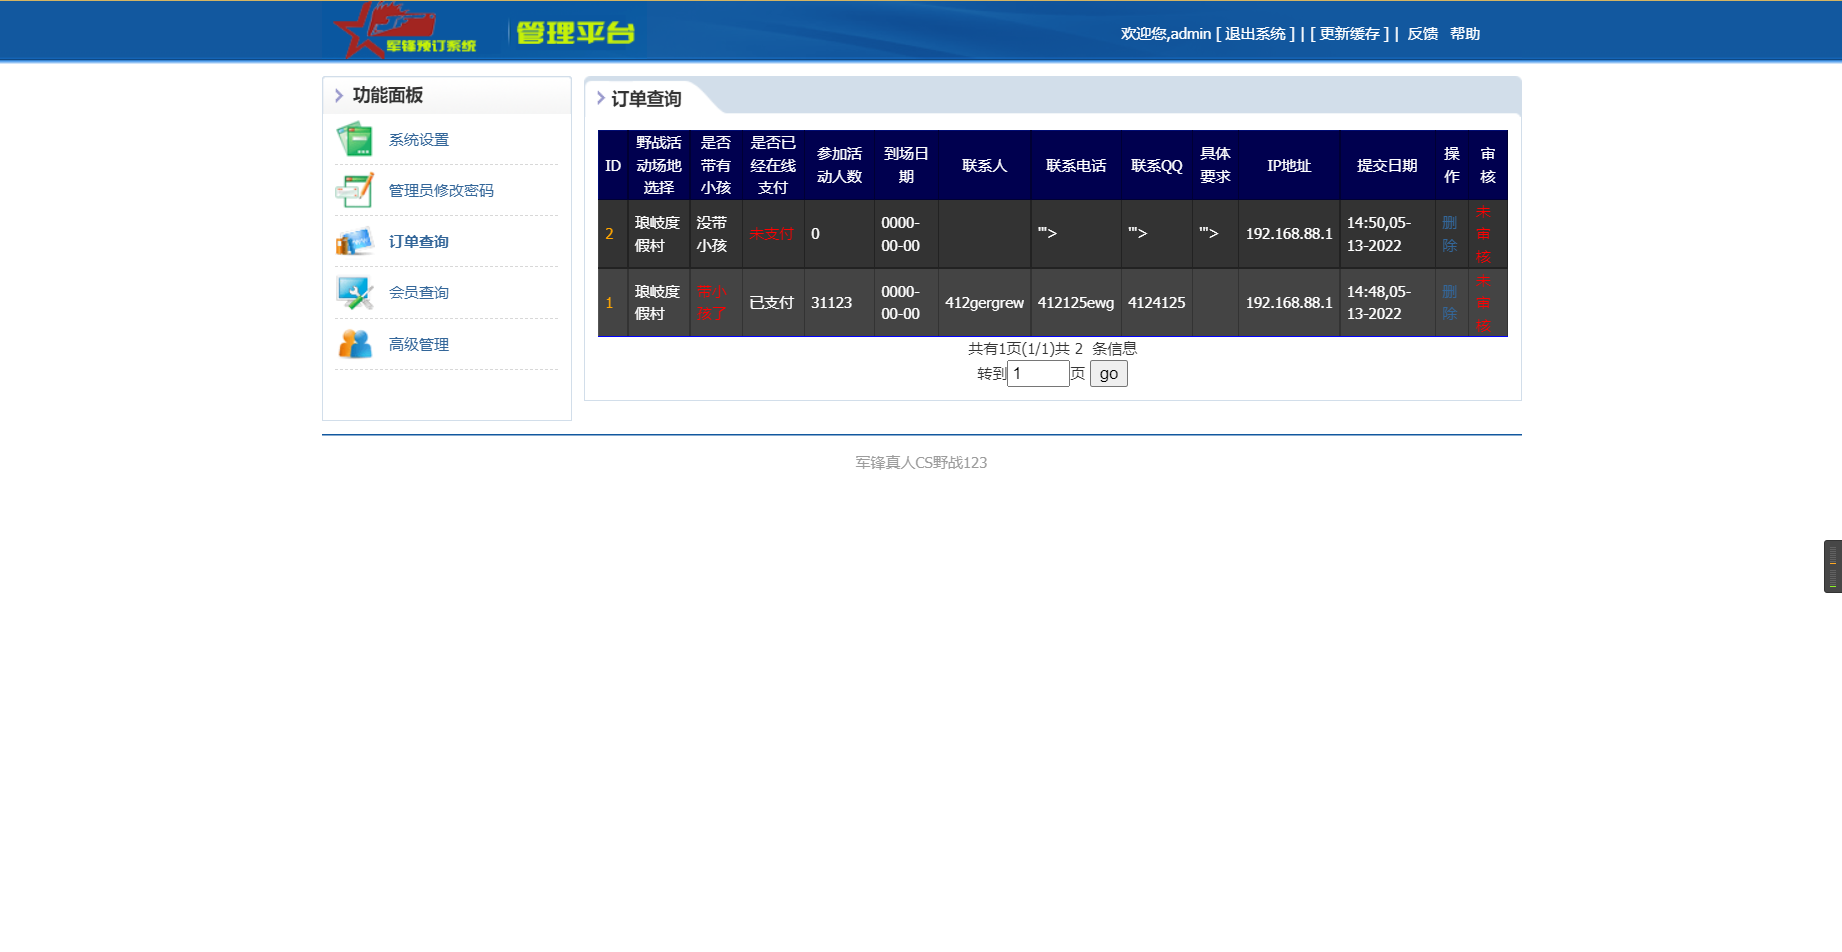 军锋预订系统 管理平台 欢迎您,admin [ 退出系统 ] | [ 更新缓存 ] | 反馈 帮助
功能面板
系统设置
管理员修改密码
订单查询
会员查询
高级管理
订单查询
ID 野战活动场地选择 是否带有小孩 是否已经在线支付 参加活动人数 到场日期 联系人 联系电话 联系QQ 具体要求 IP地址 提交日期 操作 审核
2 琅岐度假村 没带小孩 未支付 0 0000-00-00 '"> '"> '"> 192.168.88.1 14:50,05-13-2022 删除 未审核
1 琅岐度假村 带小孩了 已支付 31123 0000-00-00 412gergrew 412125ewg 4124125 192.168.88.1 14:48,05-13-2022 删除 未审核
共有1页(1/1)共 2 条信息
转到1页 go
军锋真人CS野战123